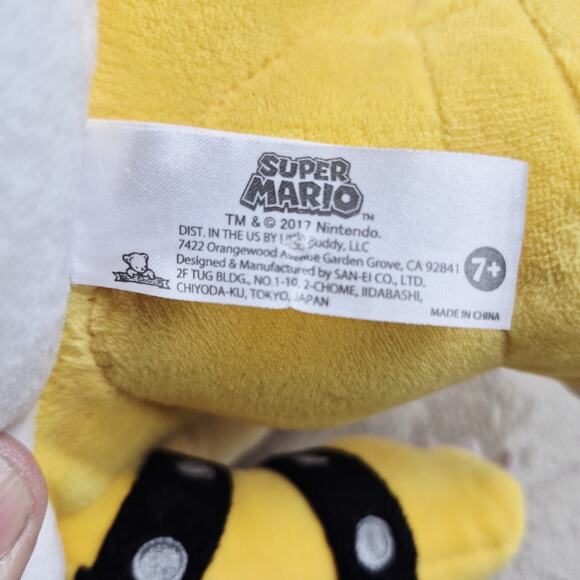 SUPER
MARIO™
TM & © 2017 Nintendo.
DIST. IN THE US BY Little Buddy, LLC
7422 Orangewood Avenue Garden Grove, CA 92841
Designed & Manufactured by SAN-EI CO., LTD.
2F TUG BLDG., NO.1-10, 2-CHOME, IIDABASHI,
CHIYODA-KU, TOKYO, JAPAN
7+
MADE IN CHINA